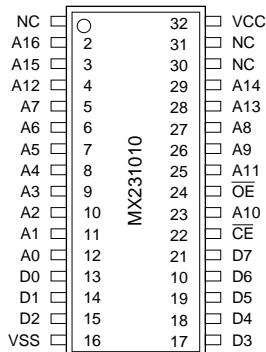 NC 32 VCC
A16 2 31 NC
A15 3 30 NC
A12 4 29 A14
A7 5 28 A13
A6 6 27 A8
A5 7 26 A9
A4 8 25 A11
A3 9 24 OE
A2 10 23 A10
A1 11 22 CE
A0 12 21 D7
D0 13 10 D6
D1 14 19 D5
D2 15 18 D4
VSS 16 17 D3
MX231010